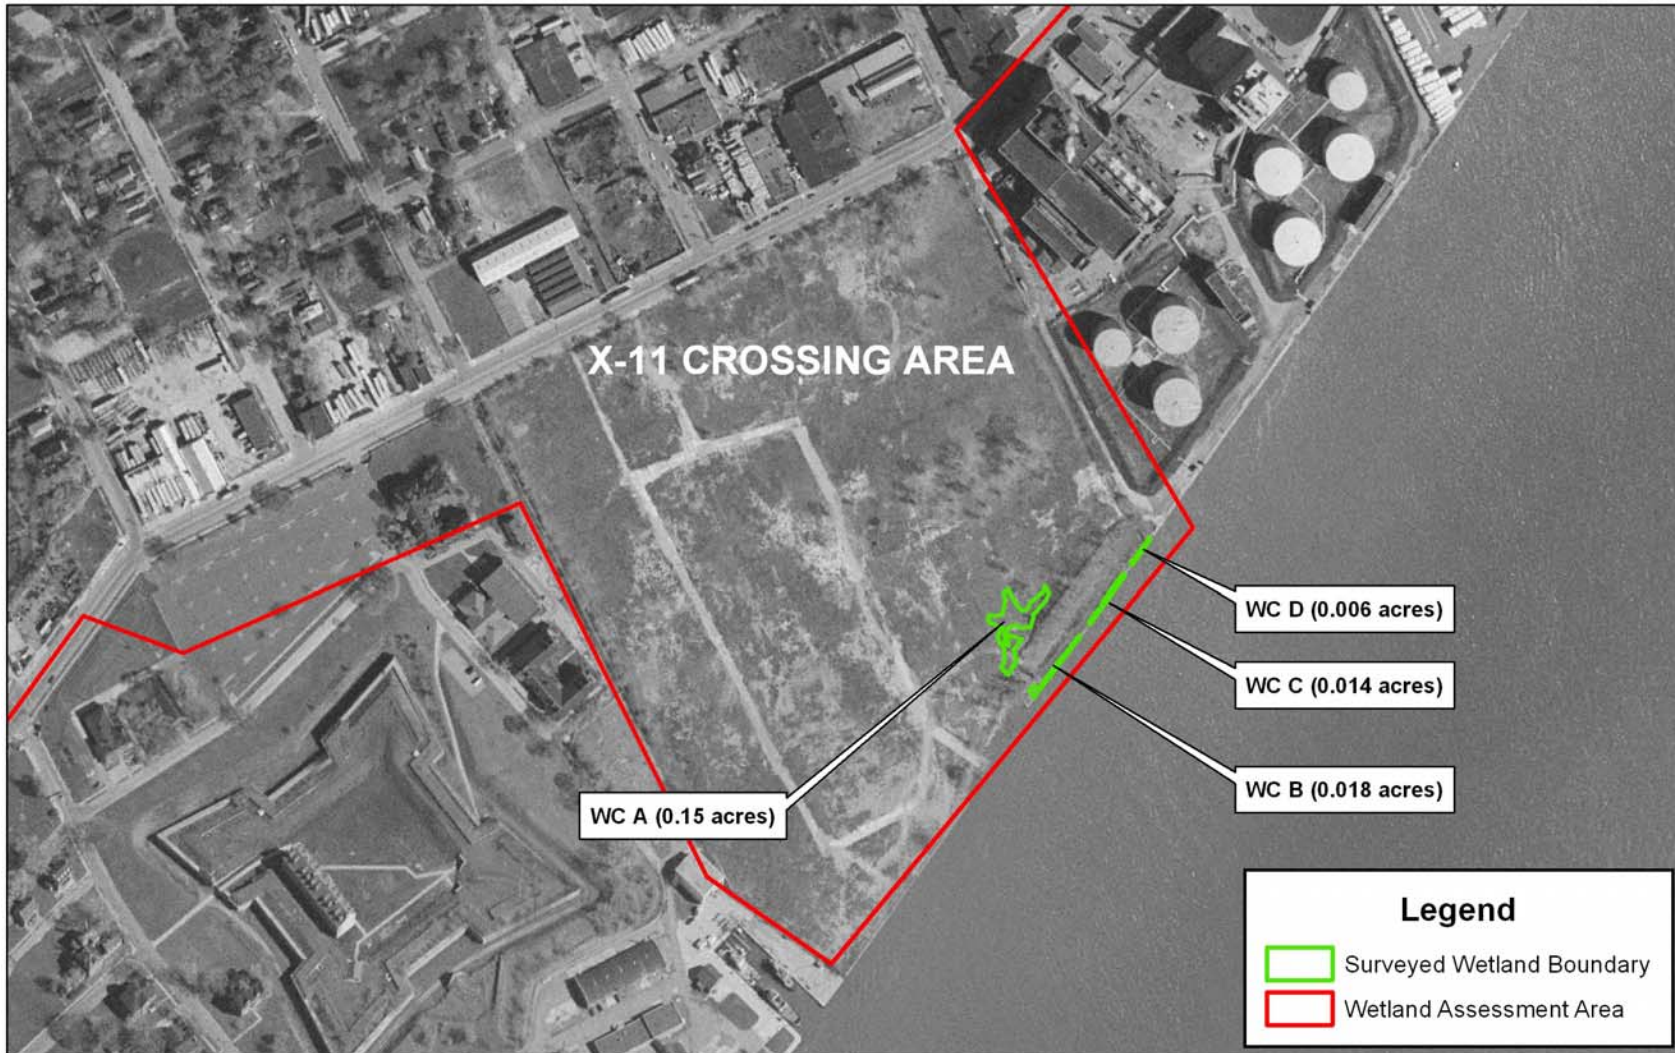 X-11 CROSSING AREA
WC D (0.006 acres)
WC C (0.014 acres)
WC B (0.018 acres)
WC A (0.15 acres)
Legend
Surveyed Wetland Boundary
Wetland Assessment Area